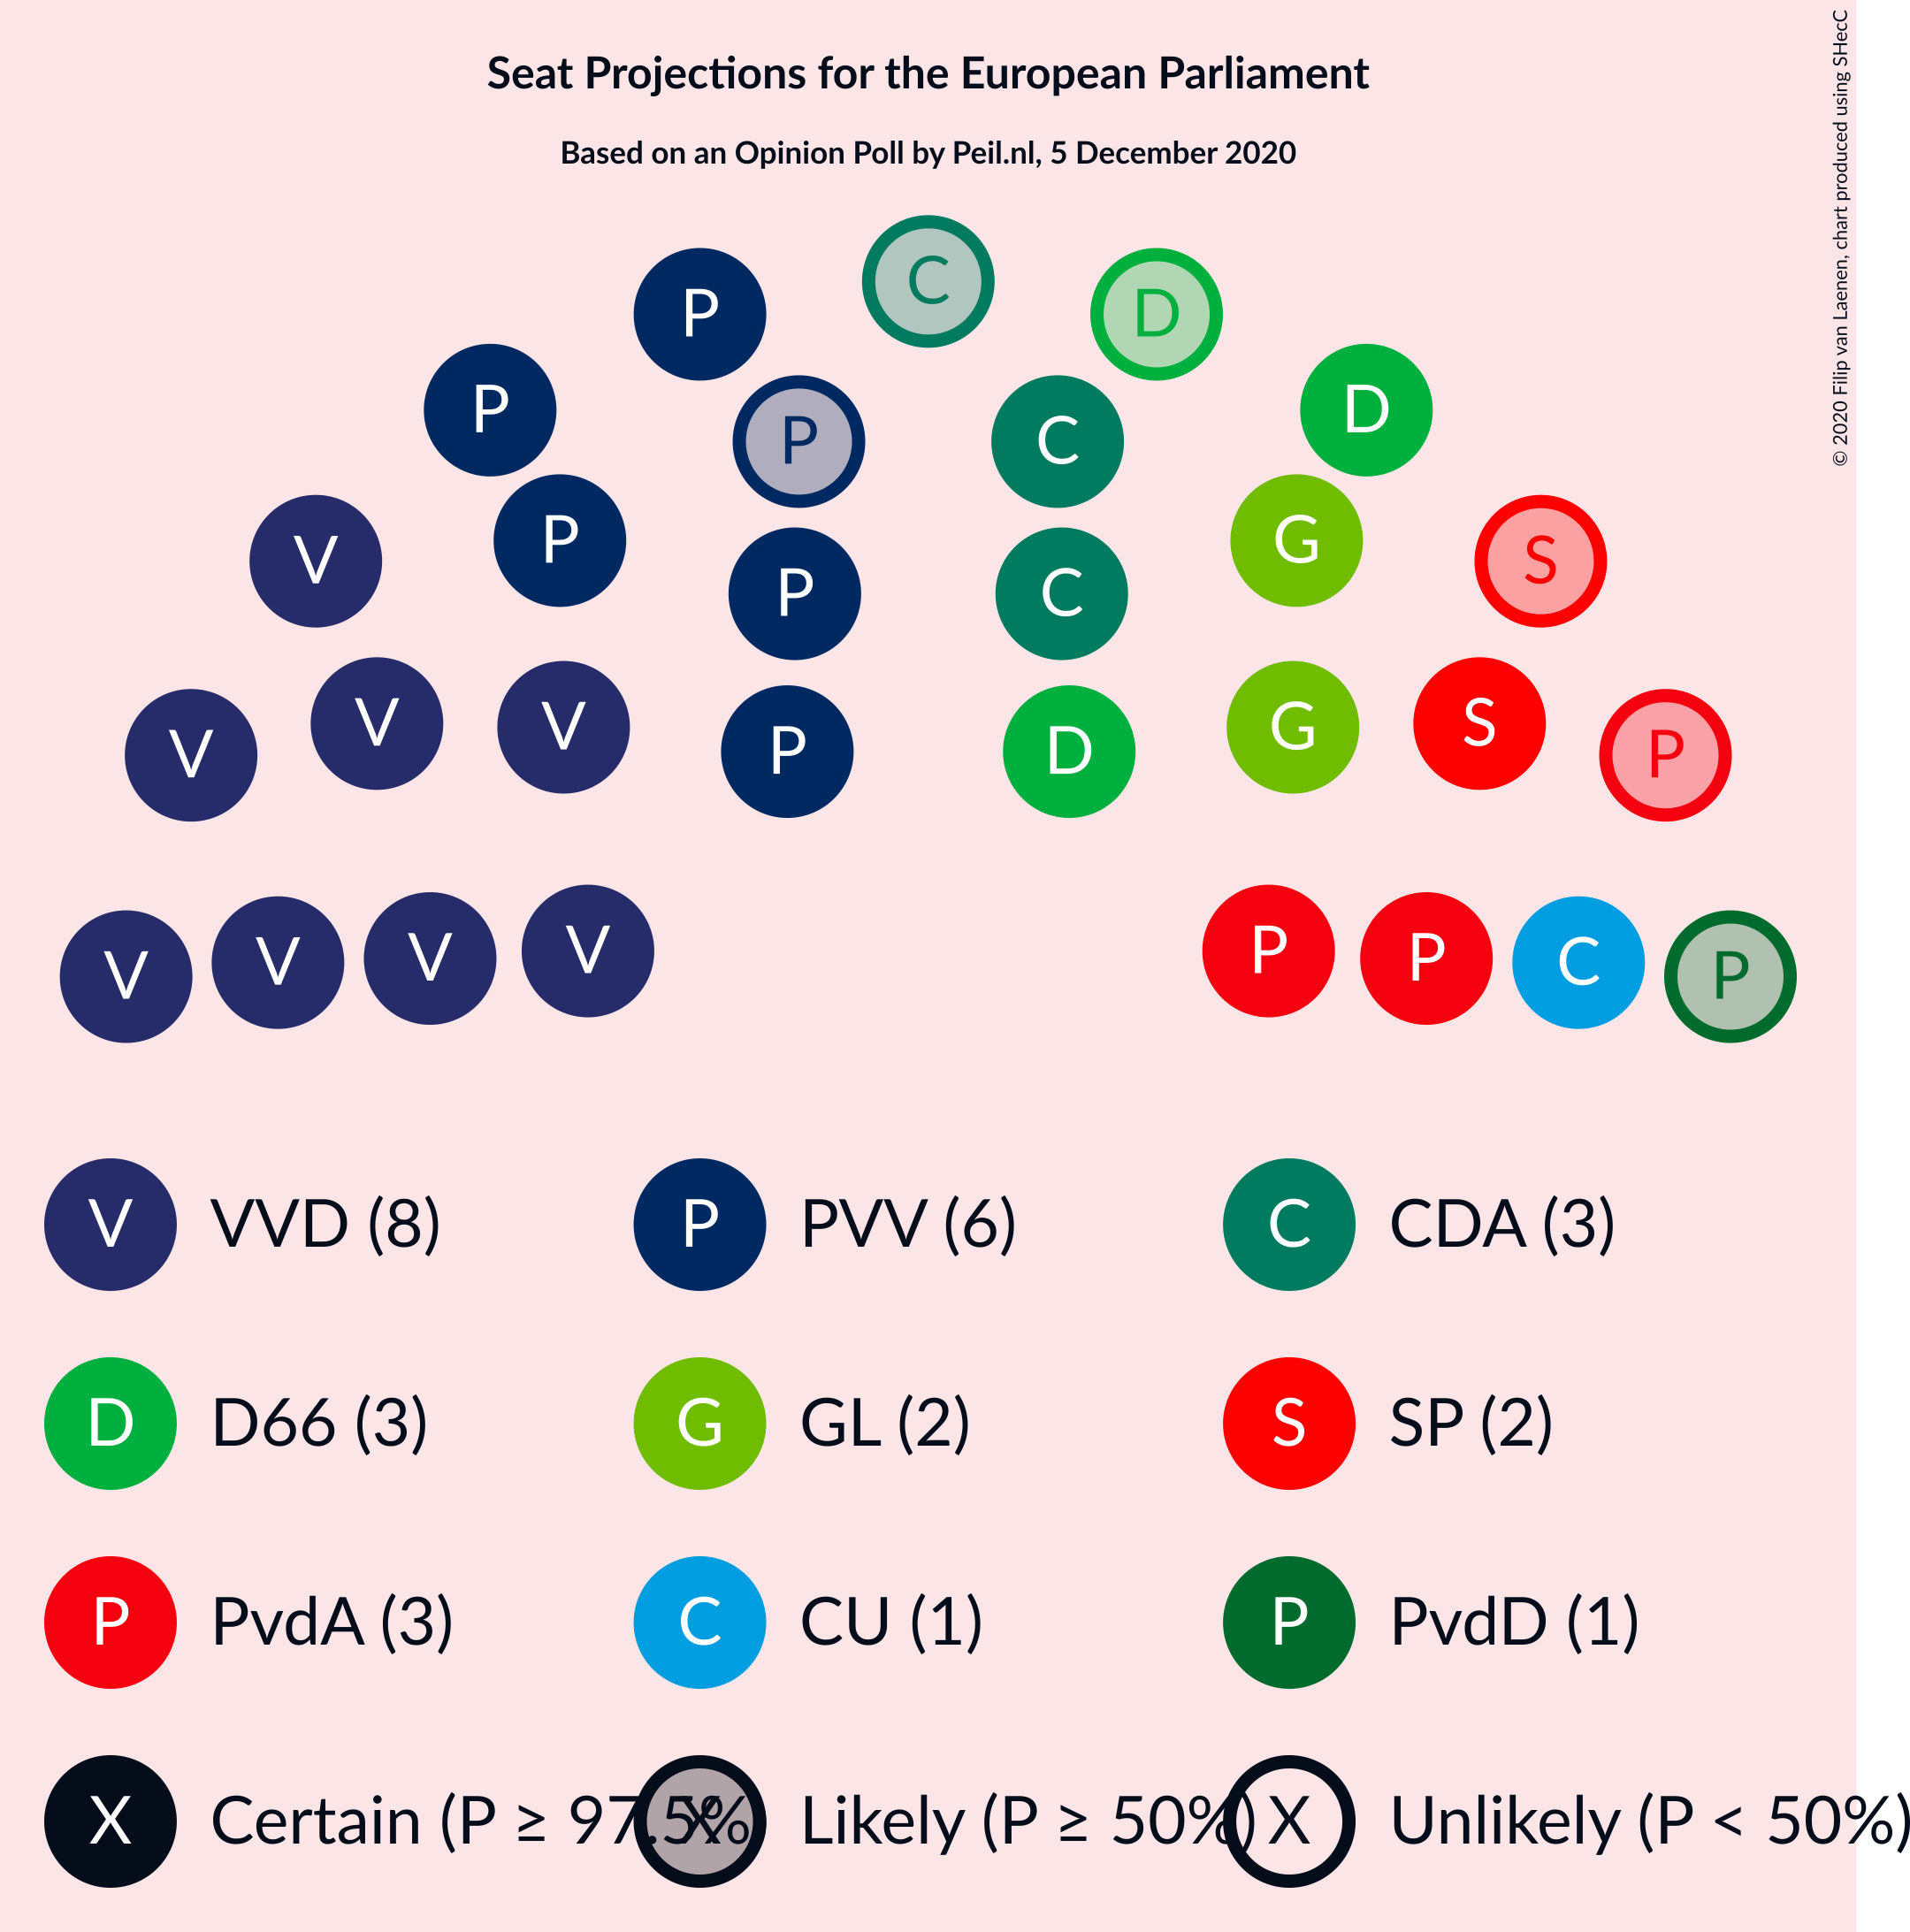 Seat Projections for the European Parliament
Based on an Opinion Poll by Peil.nl, 5 December 2020
© 2020 Filip van Laenen, chart produced using SHecC
C
P D
P D
P C
P G
V S
P C
V V G S
P D
V P
V V V V P P C P
V VVD (8) P PVV (6) C CDA (3)
D D66 (3) G GL (2) S SP (2)
P PvdA (3) C CU (1) P PvdD (1)
X Certain (P ≥ 97.5%) X Likely (P ≥ 50%) X Unlikely (P < 50%)